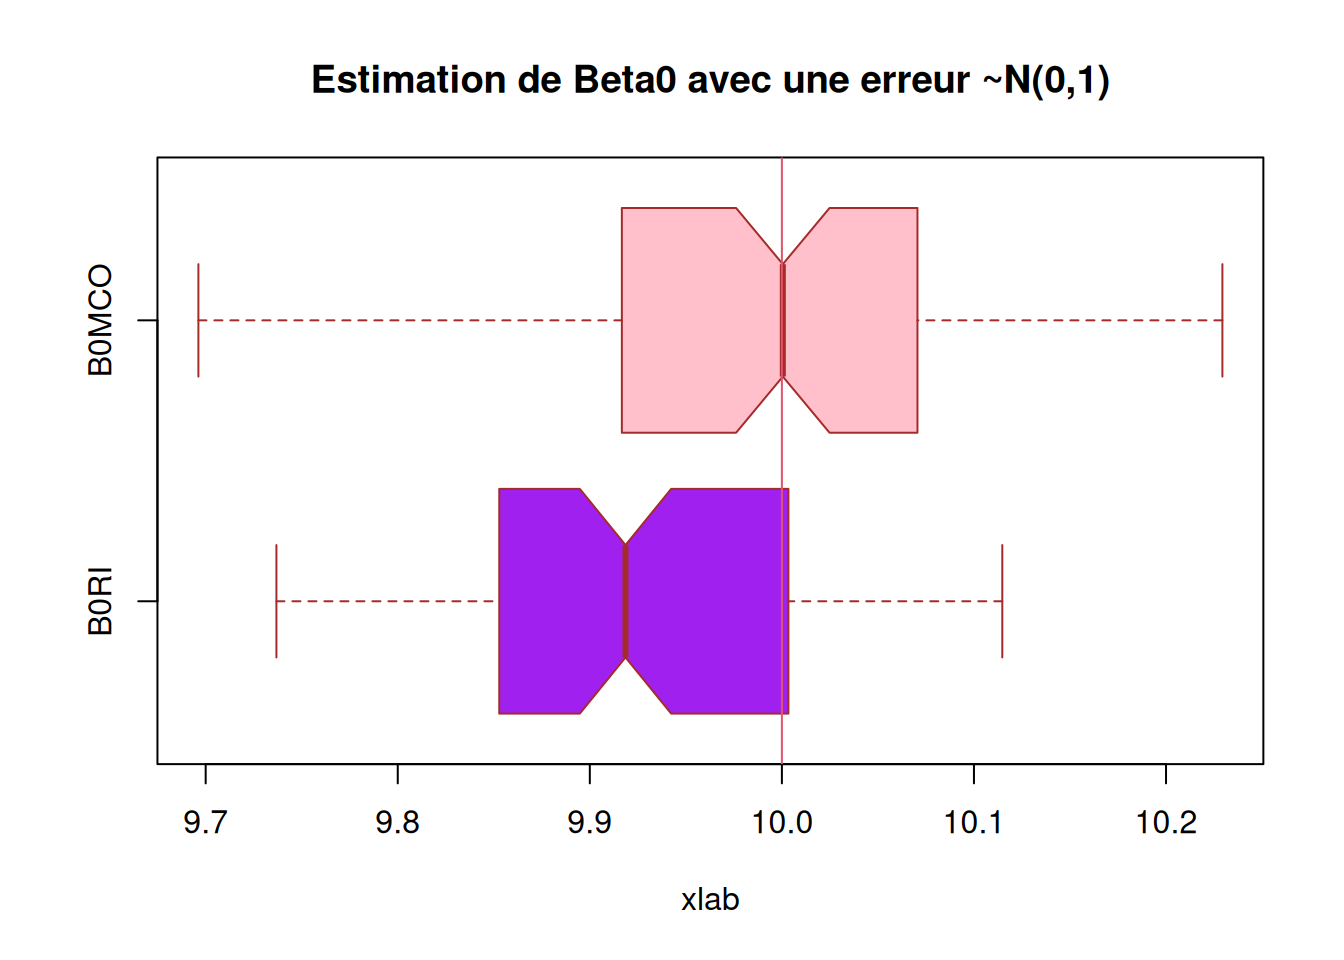 Estimation de Beta0 avec une erreur ~N(0,1)
B0MCO
B0RI
9.7 9.8 9.9 10.0 10.1 10.2
xlab